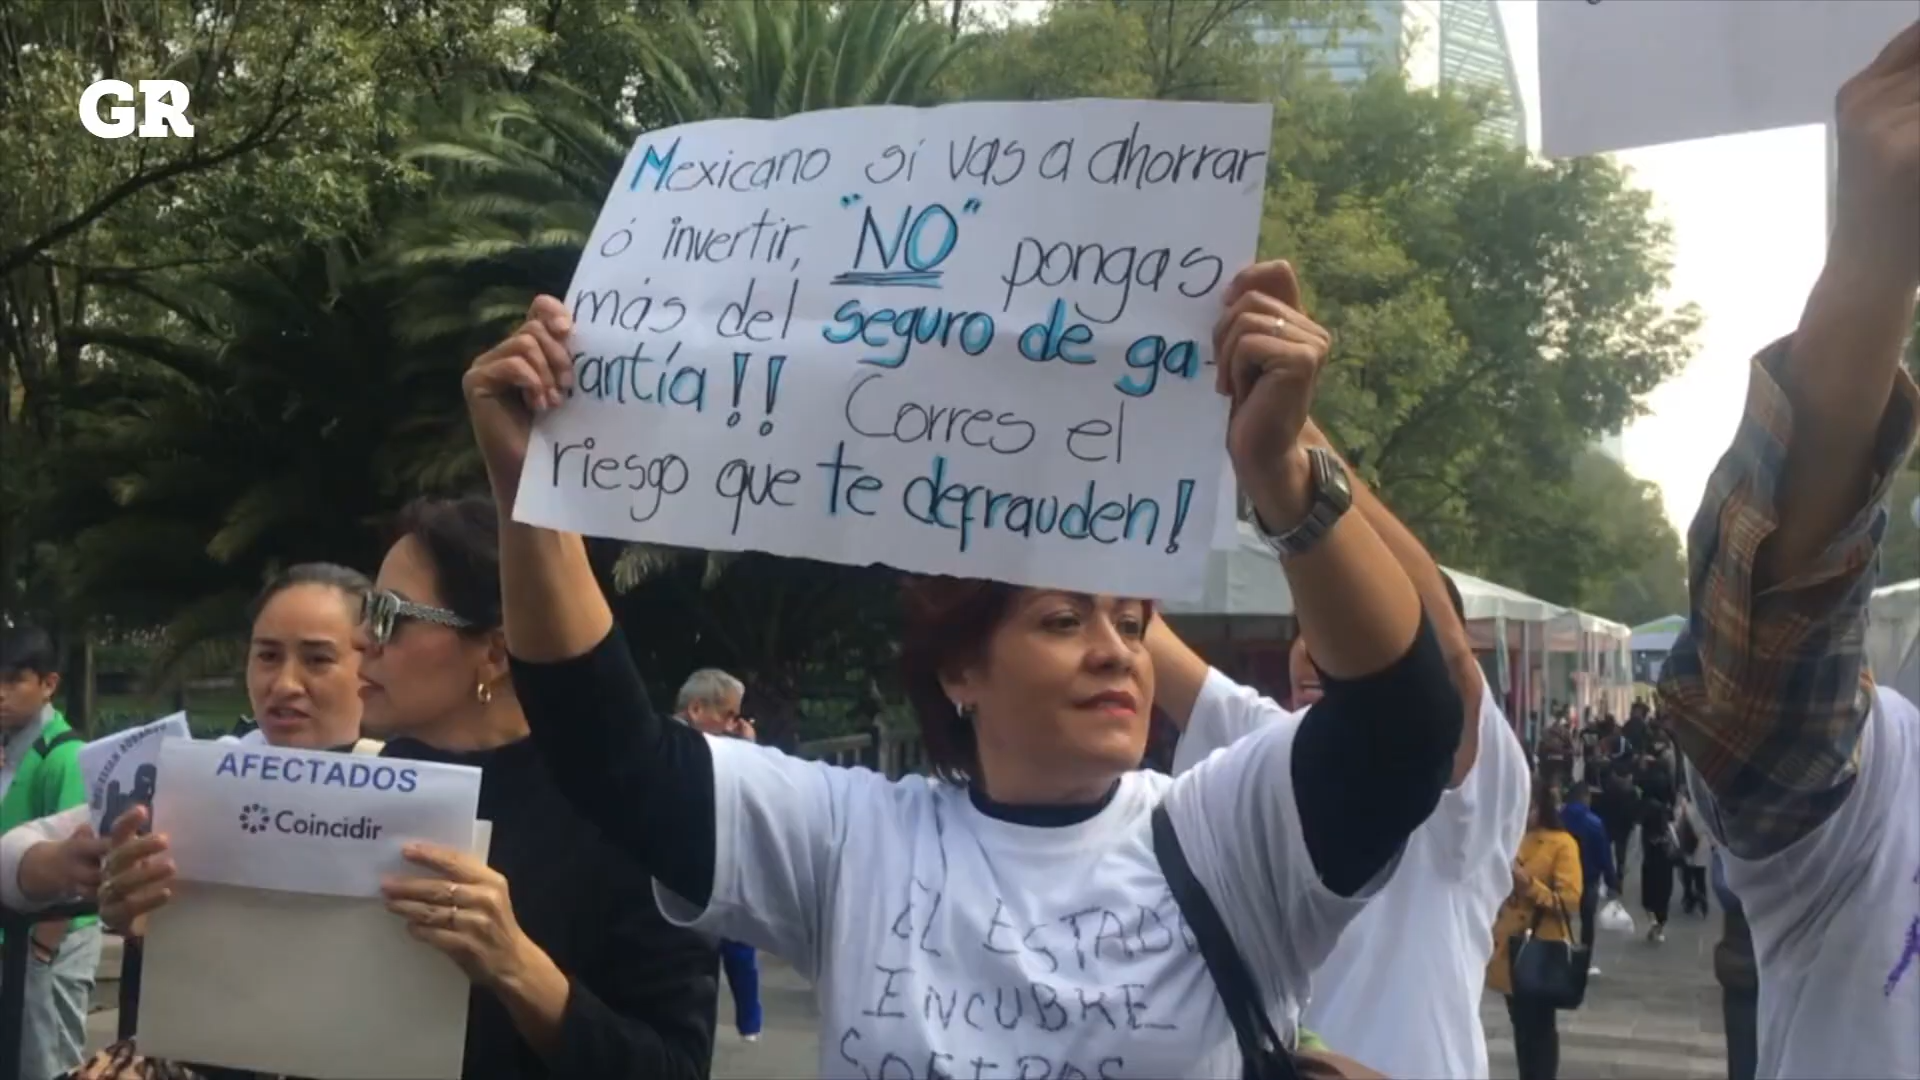 GR
Mexicano si vas a ahorrar
ó invertir, "NO" pongas
más del seguro de ga-
rantía!! Corres el
riesgo que te defrauden!
AFECTADOS
Coincidir
EL ESTADO
ENCUBRE
SOFIPOS